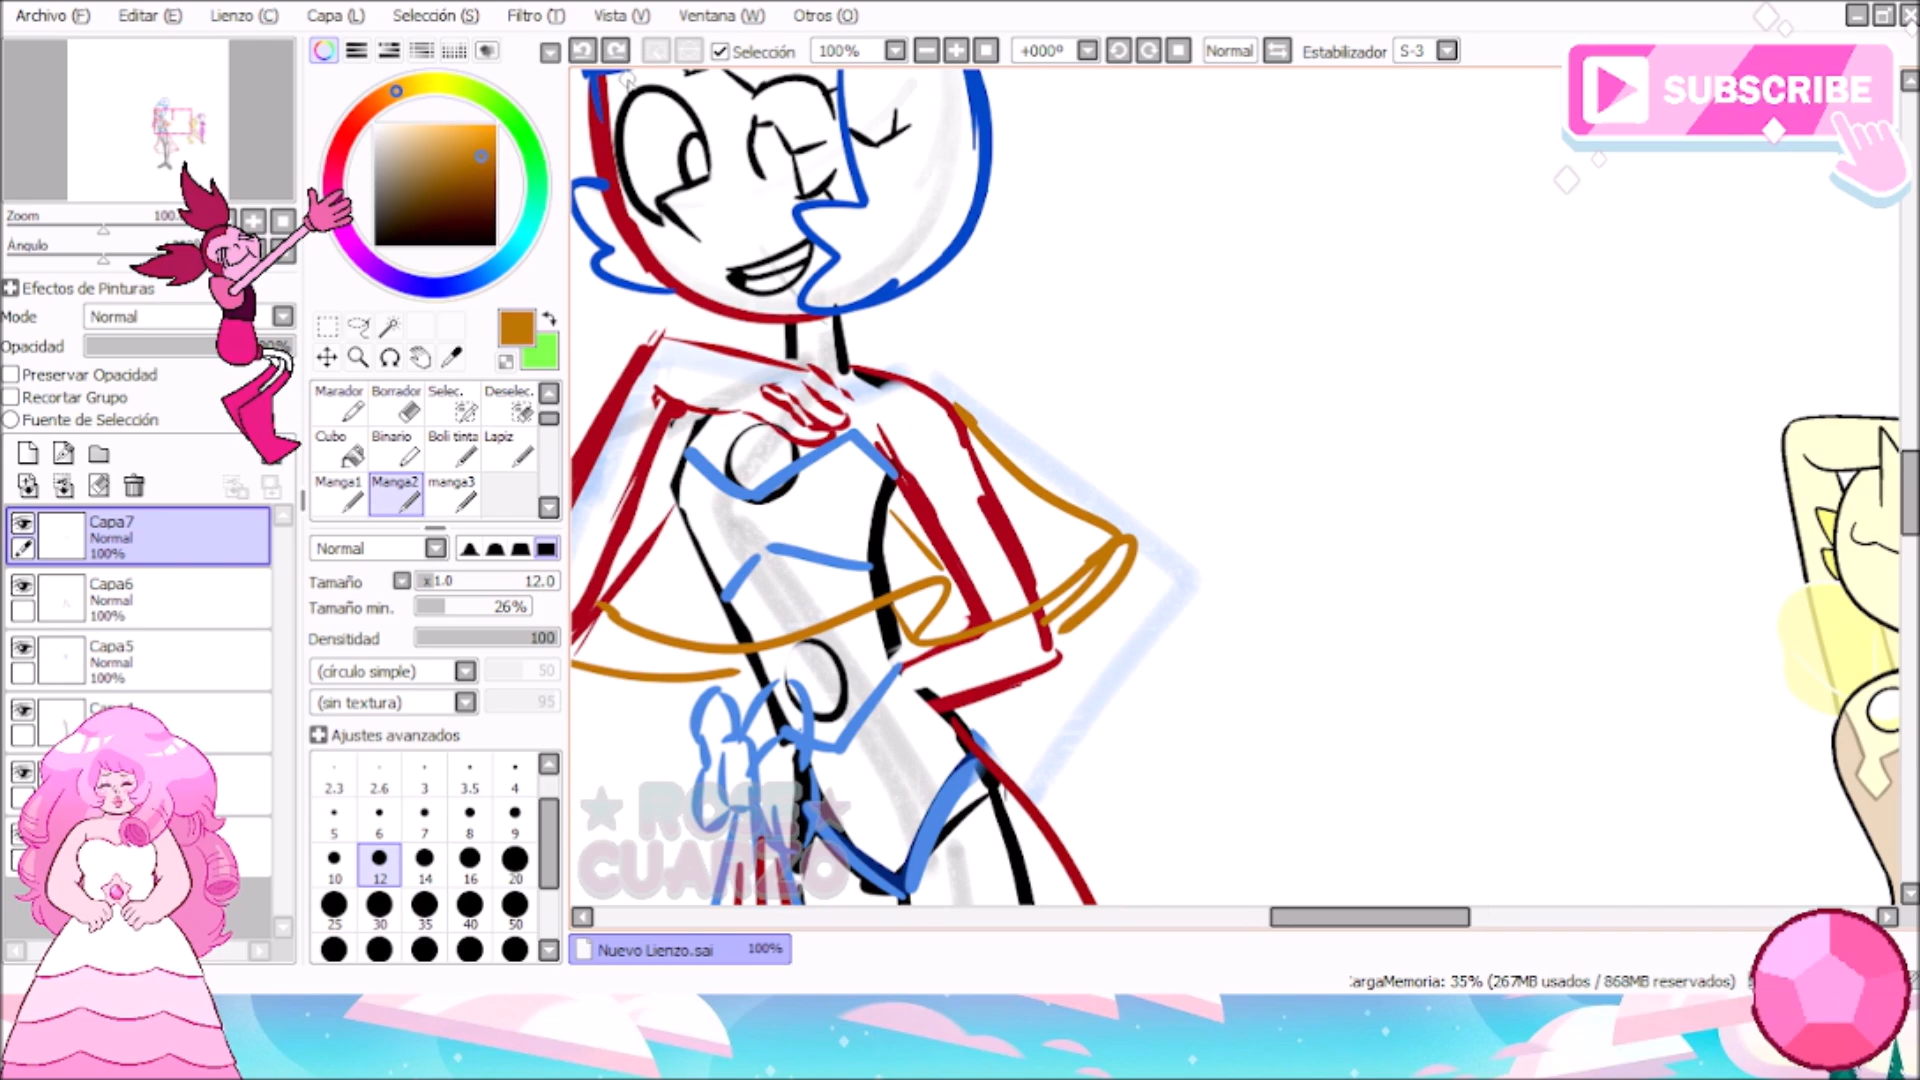 Archivo (F) Editar (E) Lienzo (C) Capa (L) Selección (S) Filtro (T) Vista (V) Ventana (W) Otros (O)
Selección 100% +000º Normal Estabilizador S-3
SUBSCRIBE
Zoom 100.
Ángulo
Efectos de Pinturas
Mode Normal
Opacidad
Preservar Opacidad
Recortar Grupo
Fuente de Selección
Marador Borrador Selec. Deselec.
Cubo Binario Boli tinta Lapiz
Manga1 Manga2 manga3
Capa7
Normal
100%
Capa6
Normal
100%
Capa5
Normal
100%
Normal
Tamaño x1.0 12.0
Tamaño min. 26%
Densitidad 100
(círculo simple) 50
(sin textura) 95
Ajustes avanzados
2.3 2.6 3 3.5 4
5 6 7 8 9
10 12 14 16 20
25 30 35 40 50
ROSE
CUARZO
Nuevo Lienzo.sai 100%
:argaMemoria: 35% (267MB usados / 868MB reservados)